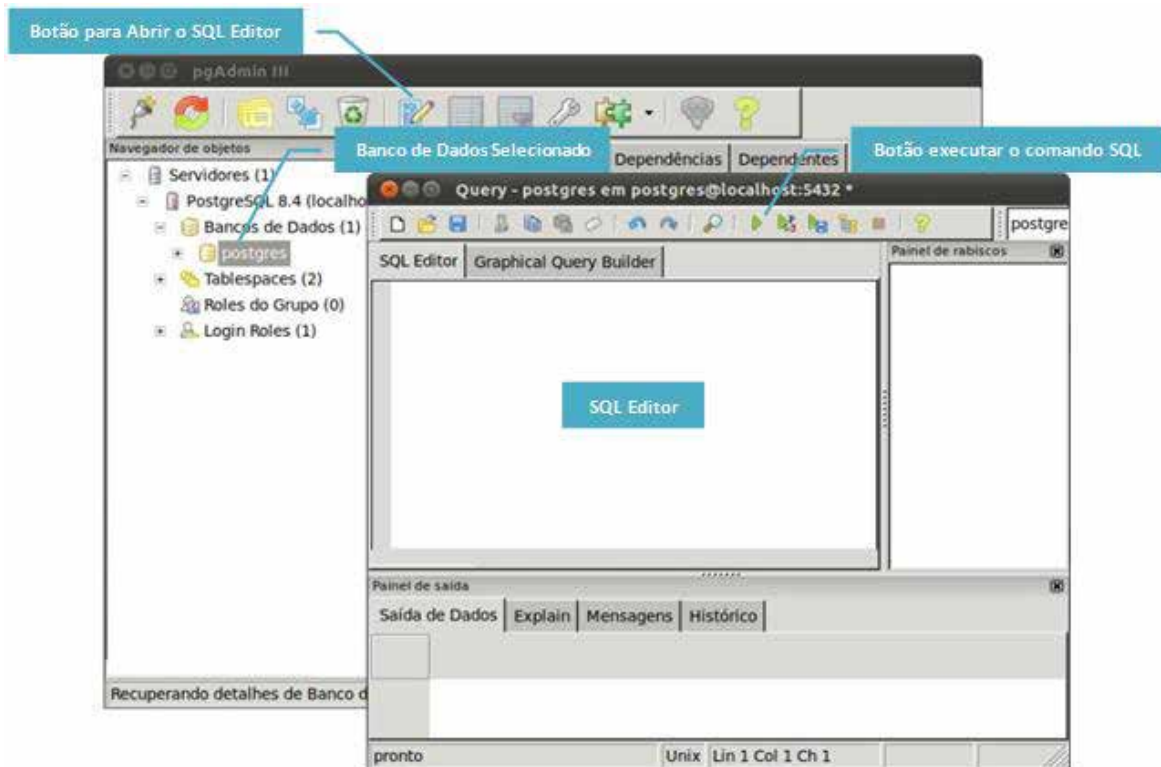 Botão para Abrir o SQL Editor
pgAdmin III
Navegador de objetos
Banco de Dados Selecionado
Dependências
Dependentes
Botão executar o comando SQL
Servidores (1)
PostgreSQL 8.4 (localho
Bancos de Dados (1)
postgres
Tablespaces (2)
Roles do Grupo (0)
Login Roles (1)
Query - postgres em postgres@localhost:5432 *
postgre
SQL Editor
Graphical Query Builder
Painel de rabiscos
SQL Editor
Painel de saída
Saída de Dados
Explain
Mensagens
Histórico
Recuperando detalhes de Banco d
pronto
Unix
Lin 1 Col 1 Ch 1